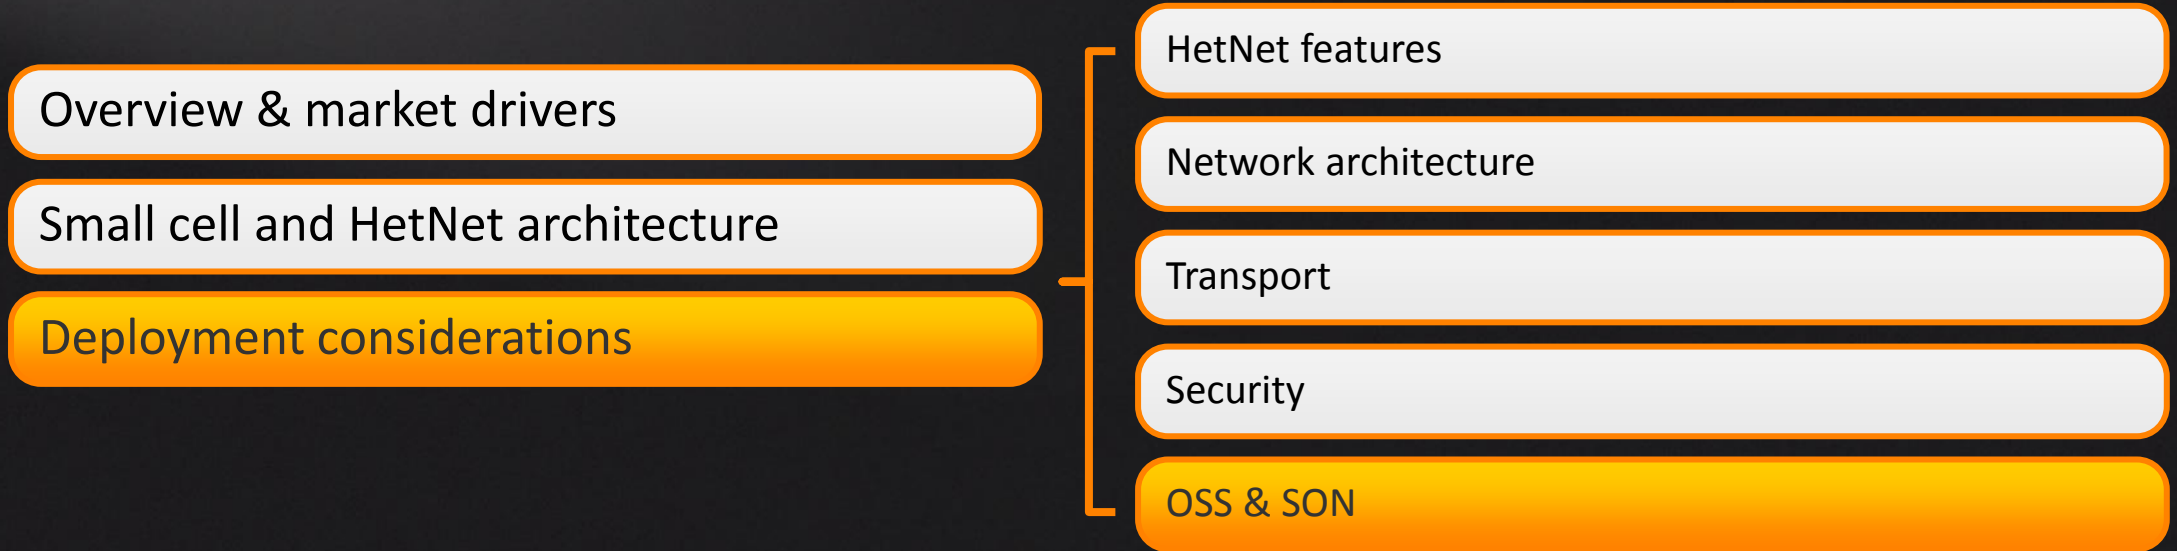 Overview & market drivers
Small cell and HetNet architecture
Deployment considerations
HetNet features
Network architecture
Transport
Security
OSS & SON